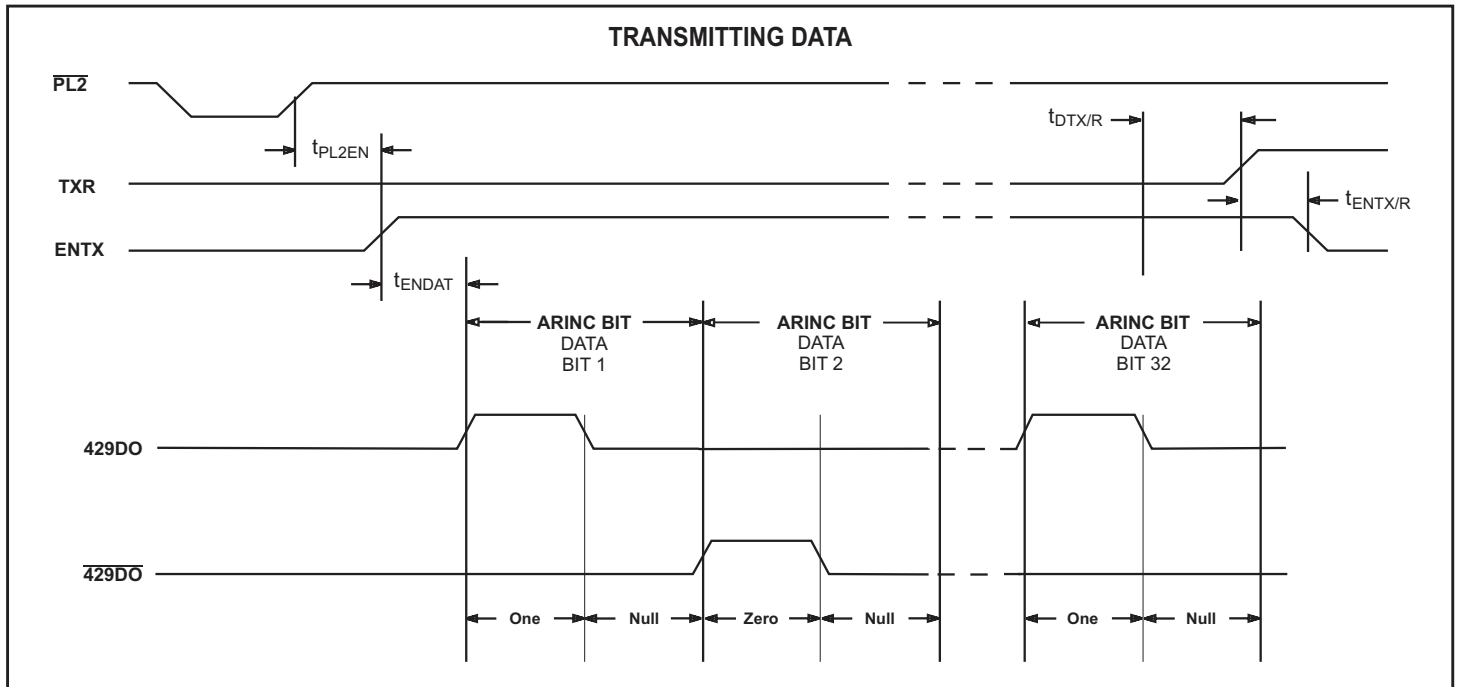 TRANSMITTING DATA
PL2
tDTX/R
tPL2EN
TXR
tENTX/R
ENTX
tENDAT
ARINC BIT
DATA
BIT 1
ARINC BIT
DATA
BIT 2
ARINC BIT
DATA
BIT 32
429DO
429DO
One
Null
Zero
Null
One
Null